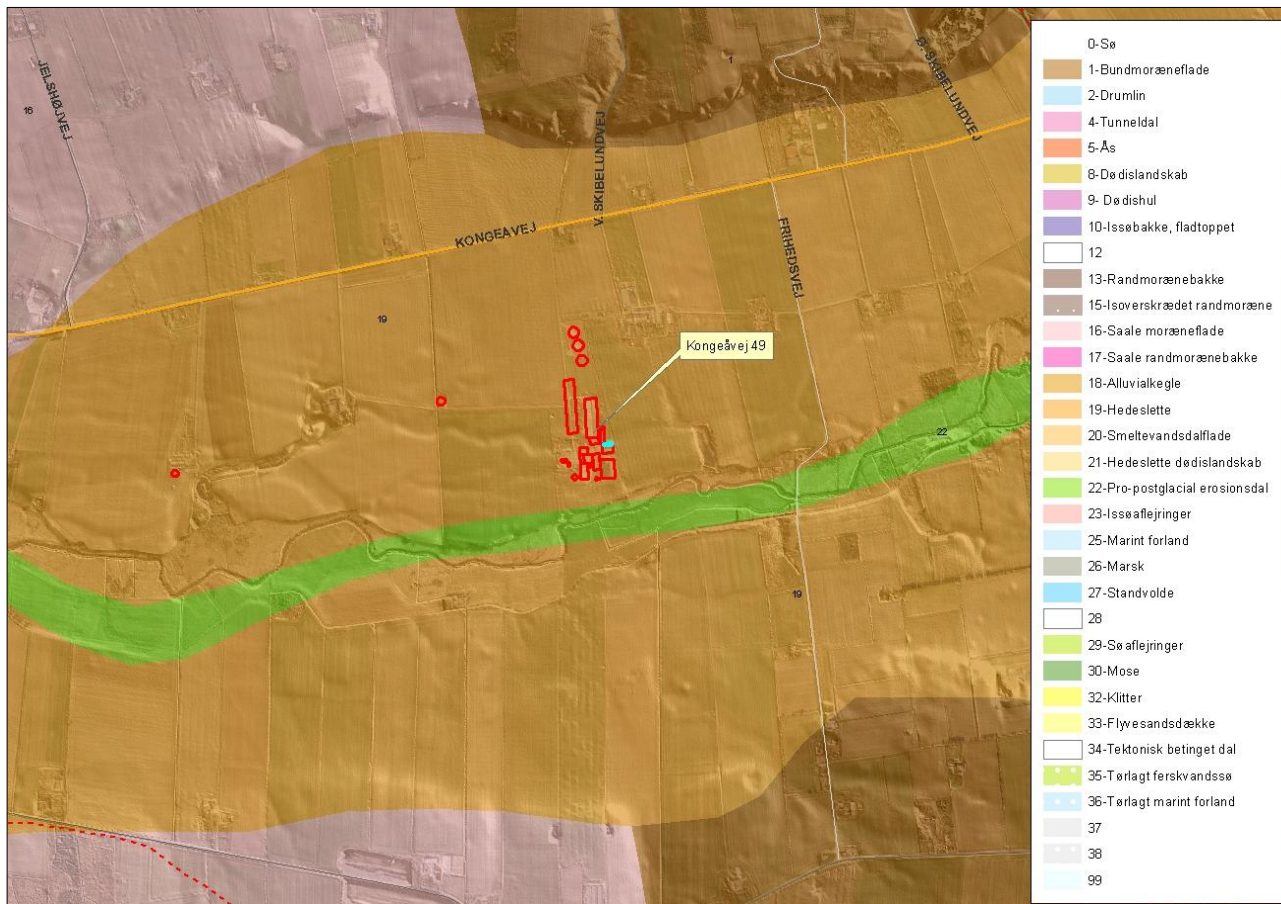 JELSHØJVEJ
16
1
Ø. SKIBELUNDVEJ
V. SKIBELUNDVEJ
KONGEAVEJ
FRIHEDSVEJ
19
Kongeåvej 49
22
19
0-Sø
1-Bundmoræneflade
2-Drumlin
4-Tunneldal
5-Ås
8-Dødislandskab
9- Dødishul
10-Issøbakke, fladtoppet
12
13-Randmorænebakke
15-Isoverskrædet randmoræne
16-Saale moræneflade
17-Saale randmorænebakke
18-Alluvialkegle
19-Hedeslette
20-Smeltevandsdalflade
21-Hedeslette dødislandskab
22-Pro-postglacial erosionsdal
23-Issøaflejringer
25-Marint forland
26-Marsk
27-Standvolde
28
29-Søaflejringer
30-Mose
32-Klitter
33-Flyvesandsdække
34-Tektonisk betinget dal
35-Tørlagt ferskvandssø
36-Tørlagt marint forland
37
38
99